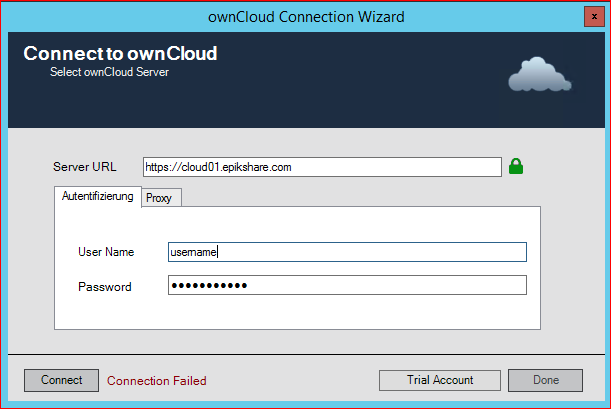 ownCloud Connection Wizard
x
Connect to ownCloud
Select ownCloud Server
Server URL https://cloud01.epikshare.com
Autentifizierung Proxy
User Name username
Password ●●●●●●●●●●●
Connect Connection Failed Trial Account Done